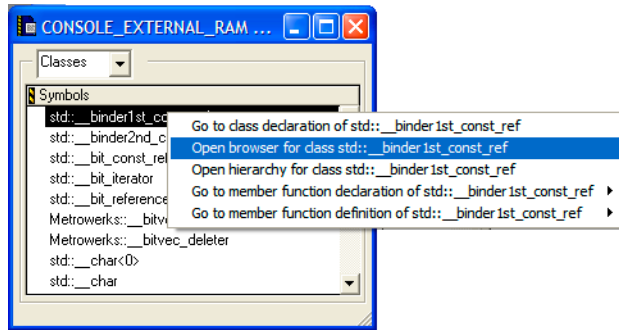 CONSOLE_EXTERNAL_RAM ...
Classes
Symbols
std::__binder1st_co
Go to class declaration of std::__binder1st_const_ref
std::__binder2nd_c
Open browser for class std::__binder1st_const_ref
std::__bit_const_re
Open hierarchy for class std::__binder1st_const_ref
std::__bit_iterator
Go to member function declaration of std::__binder1st_const_ref
std::__bit_reference
Go to member function definition of std::__binder1st_const_ref
Metrowerks::__bitv
Metrowerks::__bitvec_deleter
std::__char<0>
std::__char